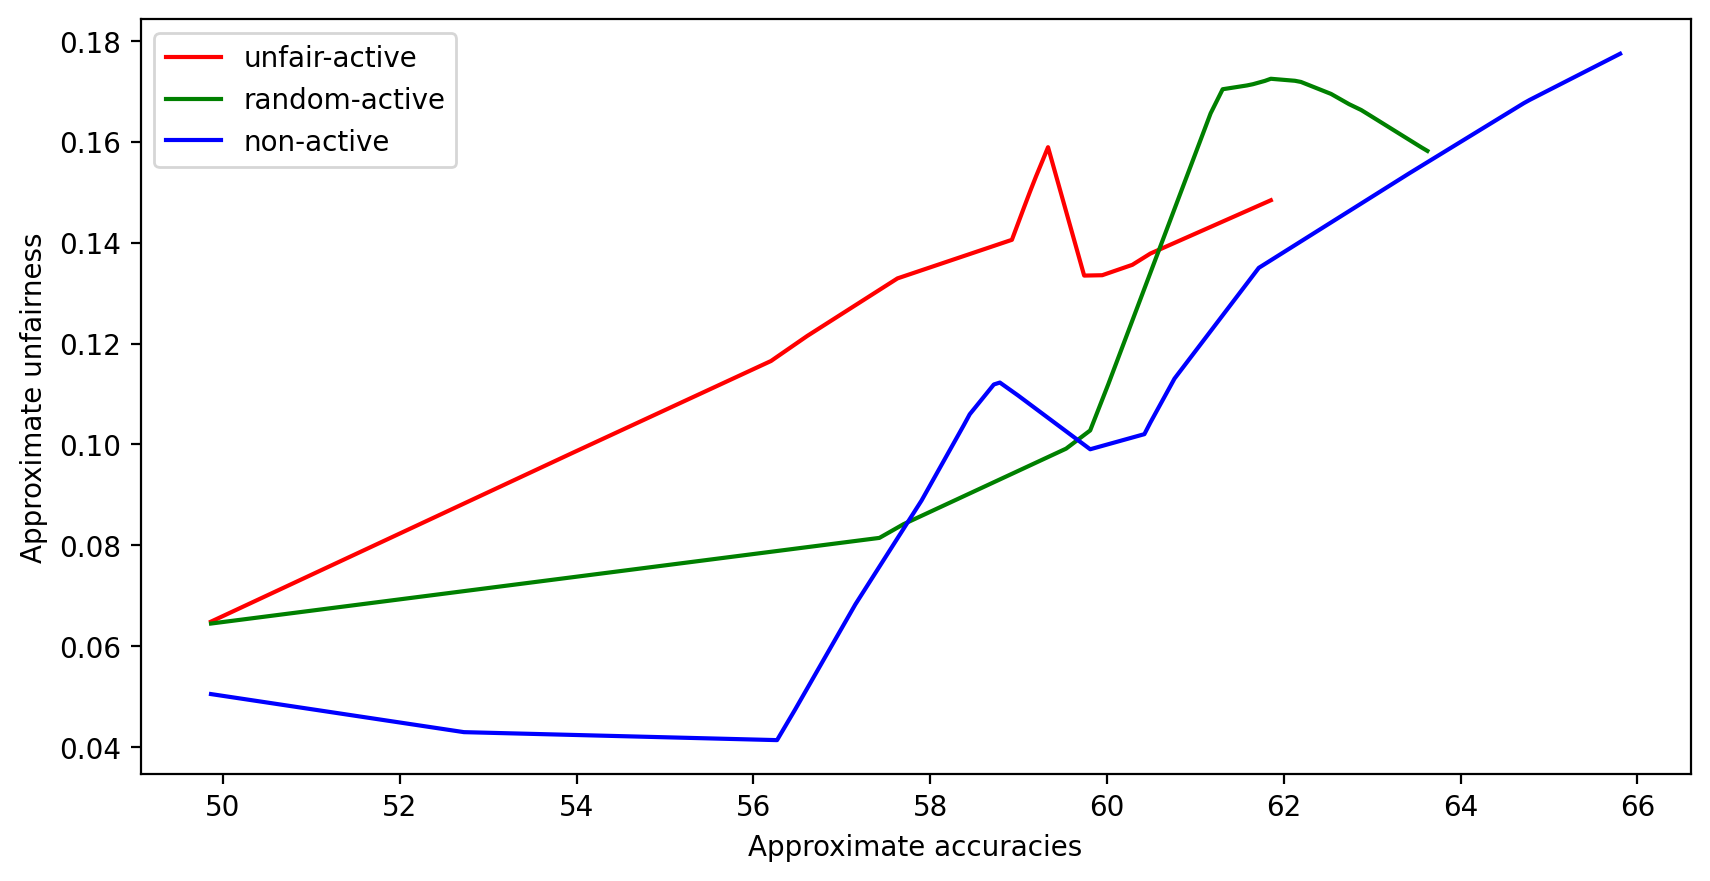 unfair-active
random-active
non-active
0.18
0.16
0.14
0.12
0.10
0.08
0.06
0.04
Approximate unfairness
50 52 54 56 58 60 62 64 66
Approximate accuracies